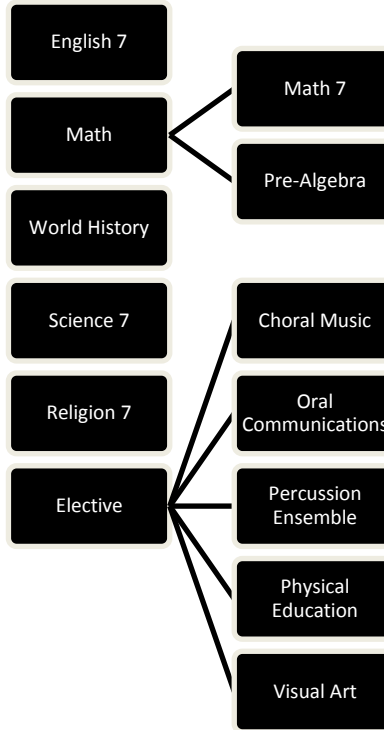 English 7
Math
Math 7
Pre-Algebra
World History
Science 7
Religion 7
Elective
Choral Music
Oral
Communications
Percussion
Ensemble
Physical
Education
Visual Art